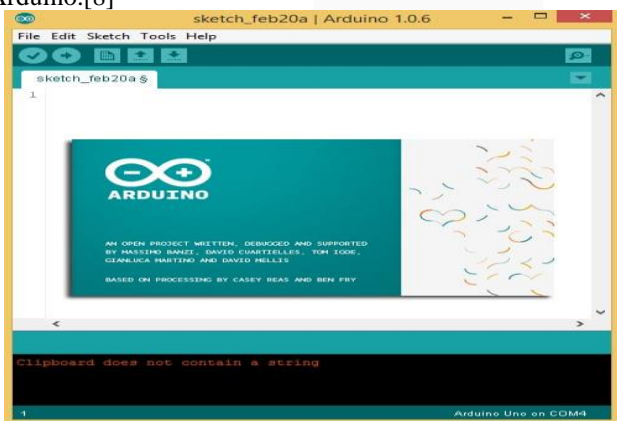 Arduino.[8]
sketch_feb20a | Arduino 1.0.6
File Edit Sketch Tools Help
sketch_feb20a §
1
ARDUINO
AN OPEN PROJECT WRITTEN, DEBUGGED AND SUPPORTED
BY MASSIMO BANZI, DAVID CUARTIELLES, TOM IGOE,
GIANLUCA MARTINO AND DAVID MELLIS
BASED ON PROCESSING BY CASEY REAS AND BEN FRY
Clipboard does not contain a string
1
Arduino Uno on COM4